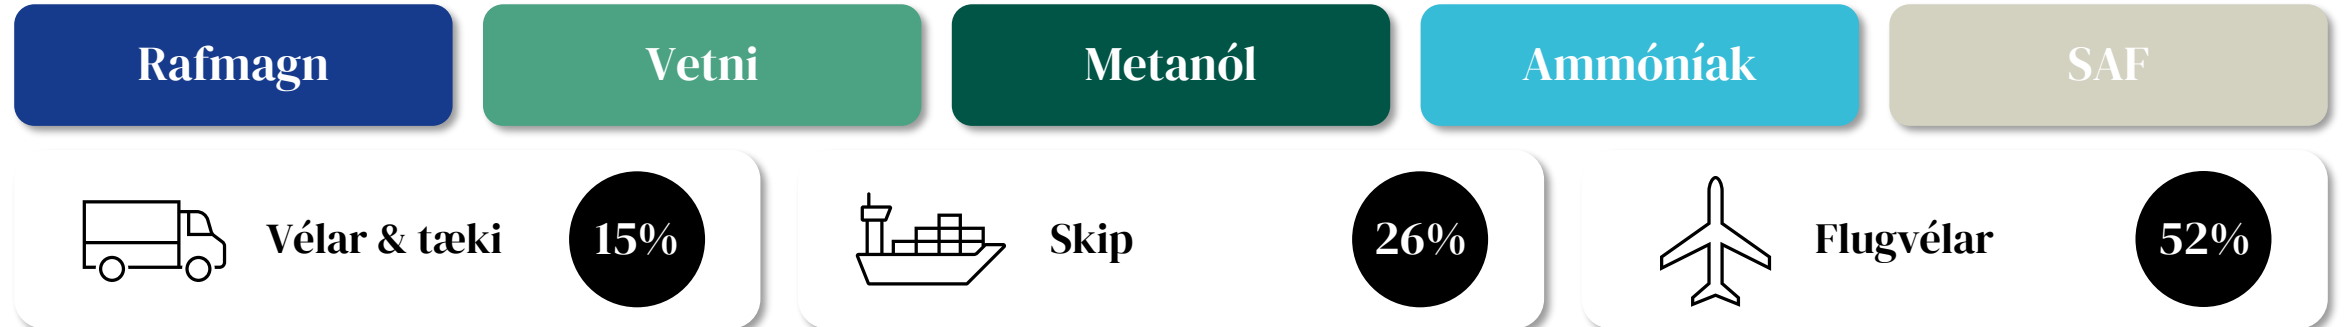 Rafmagn
Vetni
Metanól
Ammóníak
SAF
Vélar & tæki
15%
Skip
26%
Flugvélar
52%